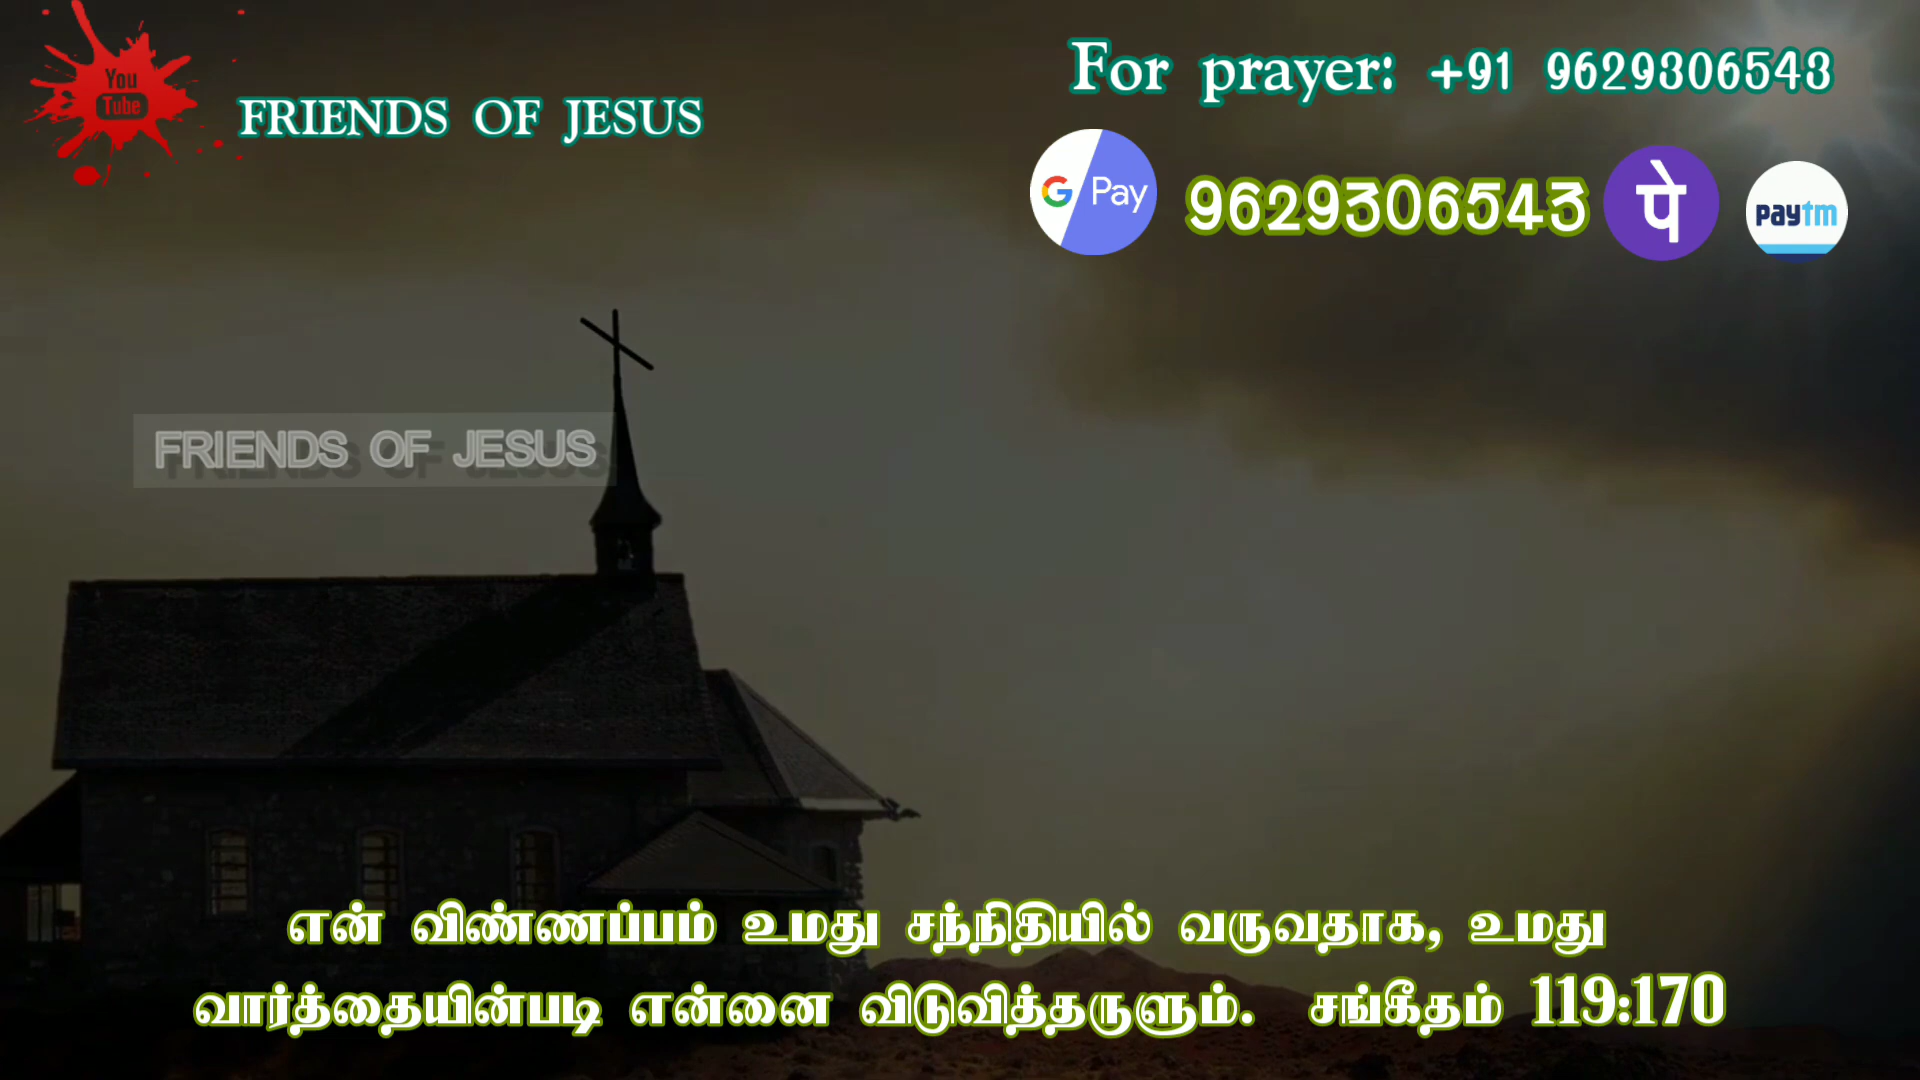 You
Tube
FRIENDS OF JESUS
For prayer: +91 9629306543
G Pay 9629306543 पे paytm
FRIENDS OF JESUS
என் விண்ணப்பம் உமது சந்நிதியில் வருவதாக, உமது
வார்த்தையின்படி என்னை விடுவித்தருளும். சங்கீதம் 119:170